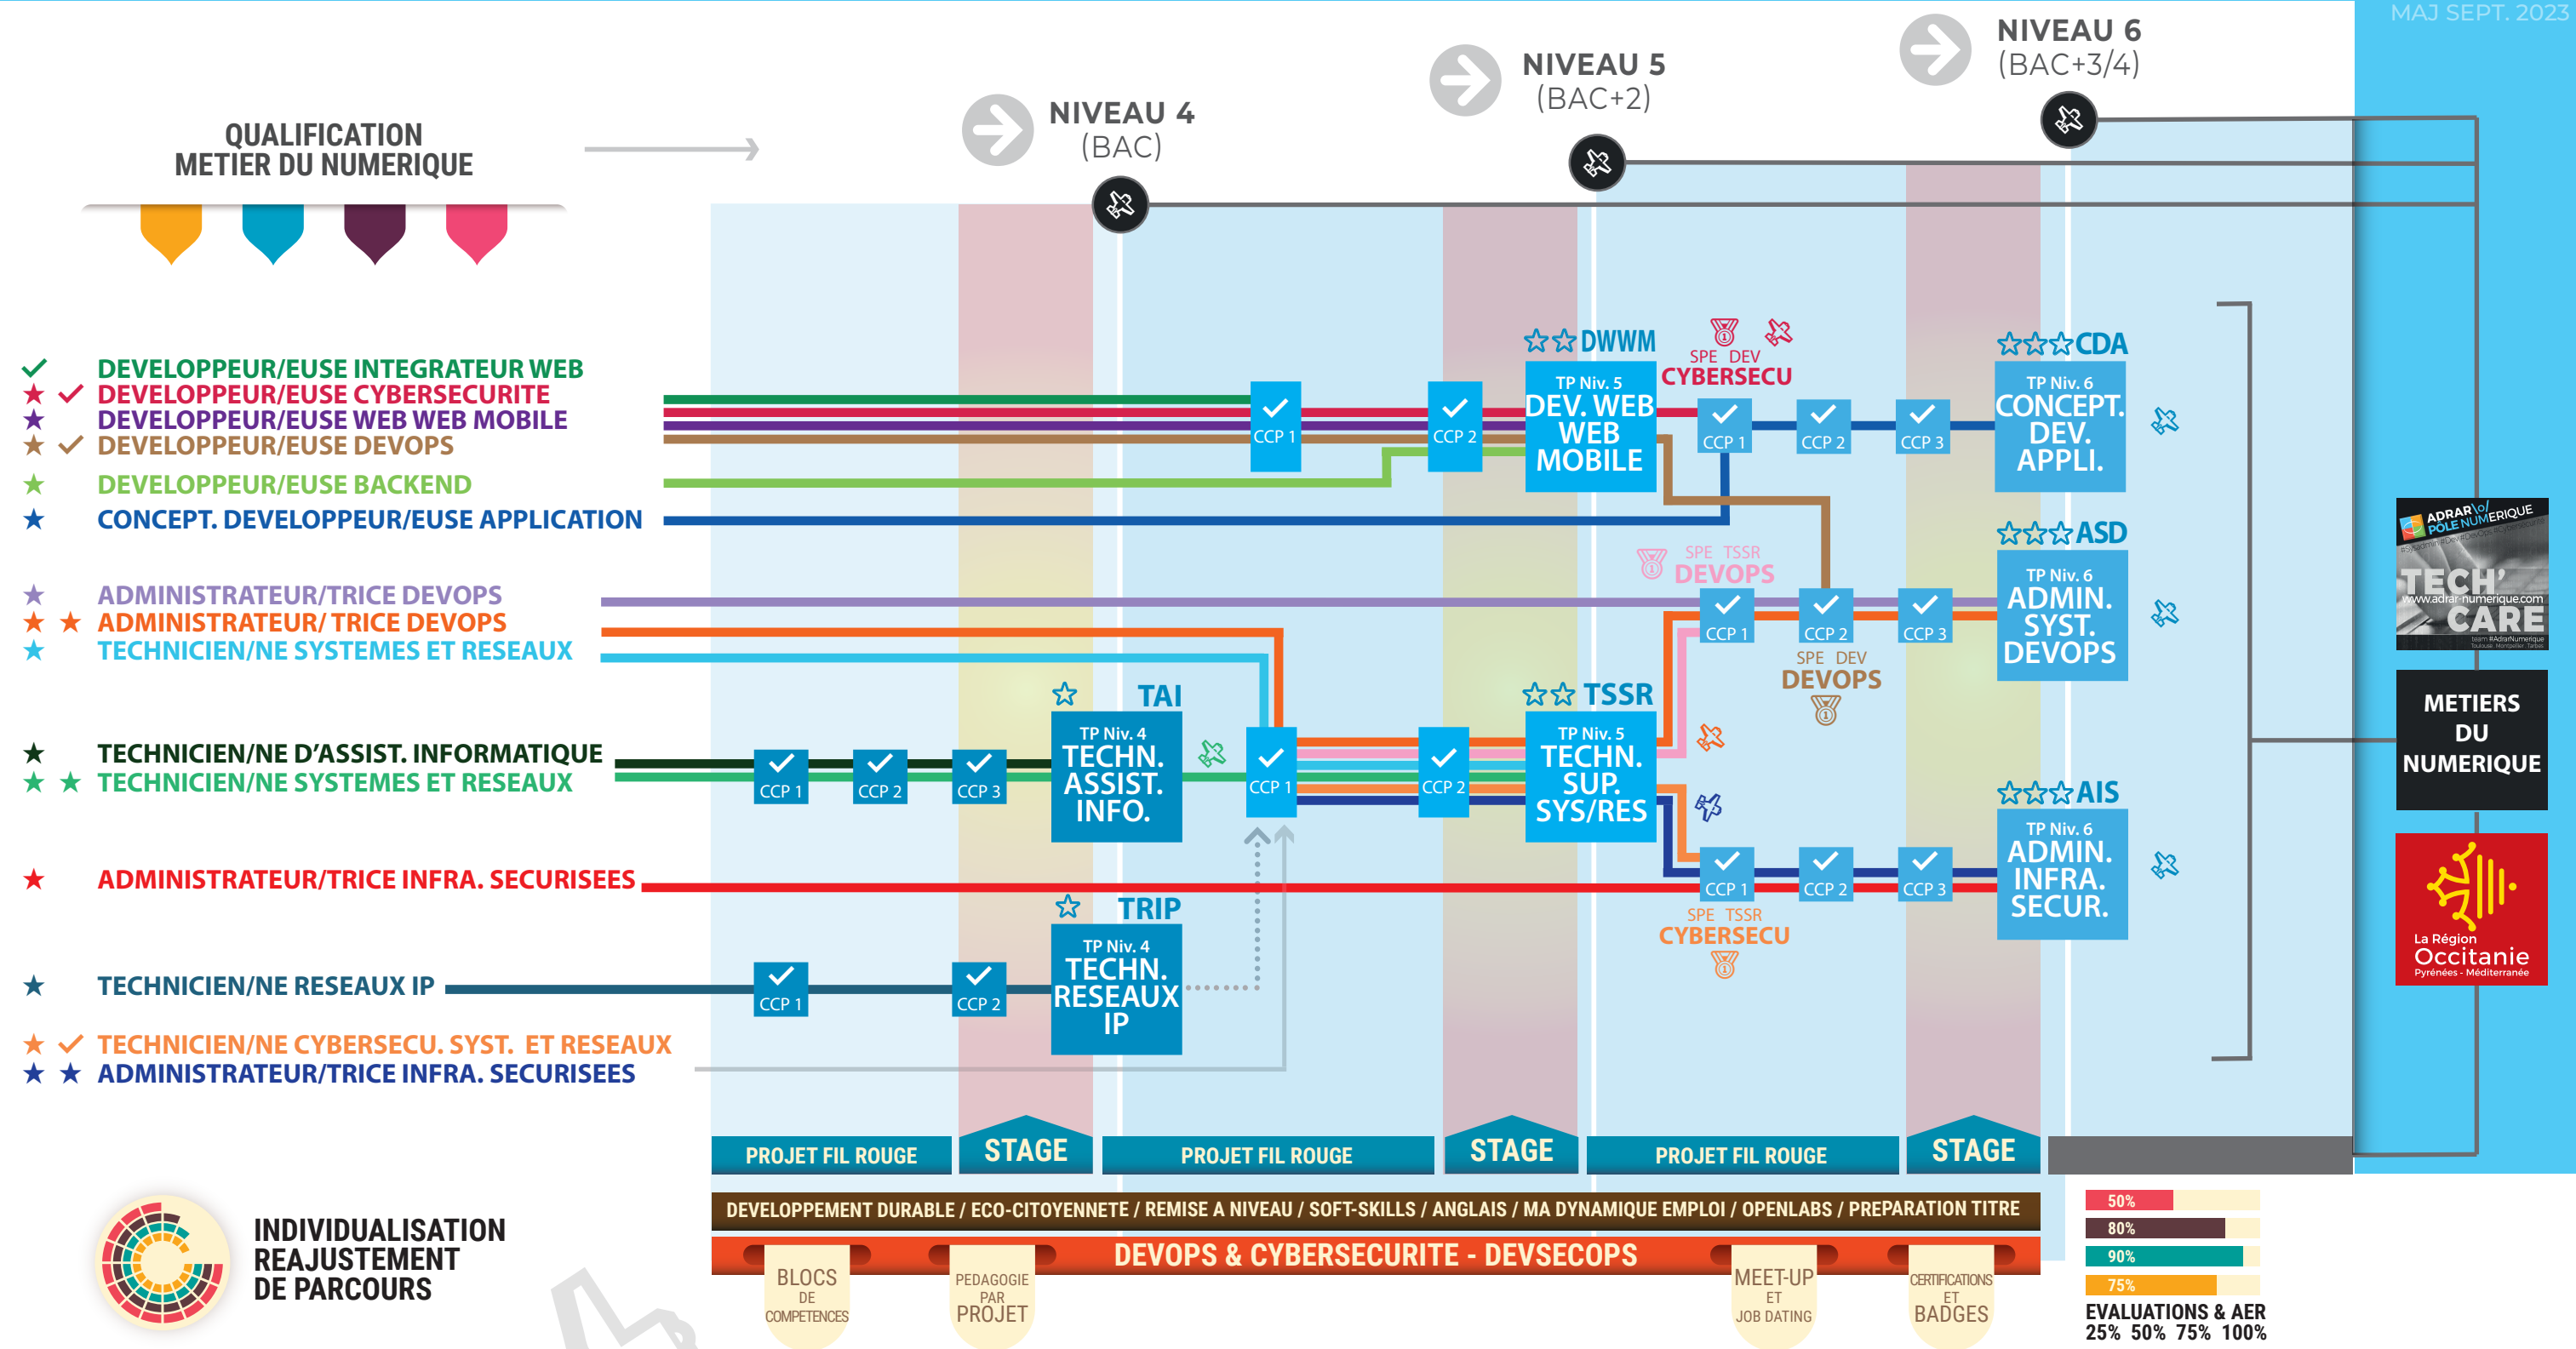 MAJ SEPT. 2023
NIVEAU 6
(BAC+3/4)
NIVEAU 5
(BAC+2)
NIVEAU 4
(BAC)
QUALIFICATION
METIER DU NUMERIQUE
DEVELOPPEUR/EUSE INTEGRATEUR WEB
DEVELOPPEUR/EUSE CYBERSECURITE
DEVELOPPEUR/EUSE WEB WEB MOBILE
DEVELOPPEUR/EUSE DEVOPS
DEVELOPPEUR/EUSE BACKEND
CONCEPT. DEVELOPPEUR/EUSE APPLICATION
CCP 1
CCP 2
DWWM
TP Niv. 5
DEV. WEB
WEB
MOBILE
SPE DEV
CYBERSECU
CCP 1
CCP 2
CCP 3
CDA
TP Niv. 6
CONCEPT.
DEV.
APPLI.
ADMINISTRATEUR/TRICE DEVOPS
ADMINISTRATEUR/ TRICE DEVOPS
TECHNICIEN/NE SYSTEMES ET RESEAUX
SPE TSSR
DEVOPS
CCP 1
CCP 2
CCP 3
SPE DEV
DEVOPS
ASD
TP Niv. 6
ADMIN.
SYST.
DEVOPS
TECHNICIEN/NE D'ASSIST. INFORMATIQUE
TECHNICIEN/NE SYSTEMES ET RESEAUX
CCP 1
CCP 2
CCP 3
TAI
TP Niv. 4
TECHN.
ASSIST.
INFO.
CCP 1
CCP 2
TSSR
TP Niv. 5
TECHN.
SUP.
SYS/RES
ADMINISTRATEUR/TRICE INFRA. SECURISEES
CCP 1
CCP 2
CCP 3
SPE TSSR
CYBERSECU
AIS
TP Niv. 6
ADMIN.
INFRA.
SECUR.
TECHNICIEN/NE RESEAUX IP
CCP 1
CCP 2
TRIP
TP Niv. 4
TECHN.
RESEAUX
IP
TECHNICIEN/NE CYBERSECU. SYST. ET RESEAUX
ADMINISTRATEUR/TRICE INFRA. SECURISEES
ADRAR\o/
PÔLE NUMERIQUE
TECH'
www.adrar-numerique.com
CARE
team #AdrarNumerique
Toulouse. Montpellier. Tarbes
METIERS
DU
NUMERIQUE
La Région
Occitanie
Pyrénées - Méditerranée
PROJET FIL ROUGE
STAGE
PROJET FIL ROUGE
STAGE
PROJET FIL ROUGE
STAGE
DEVELOPPEMENT DURABLE / ECO-CITOYENNETE / REMISE A NIVEAU / SOFT-SKILLS / ANGLAIS / MA DYNAMIQUE EMPLOI / OPENLABS / PREPARATION TITRE
DEVOPS & CYBERSECURITE - DEVSECOPS
BLOCS
DE
COMPETENCES
PEDAGOGIE
PAR
PROJET
MEET-UP
ET
JOB DATING
CERTIFICATIONS
ET
BADGES
INDIVIDUALISATION
REAJUSTEMENT
DE PARCOURS
50%
80%
90%
75%
EVALUATIONS & AER
25% 50% 75% 100%